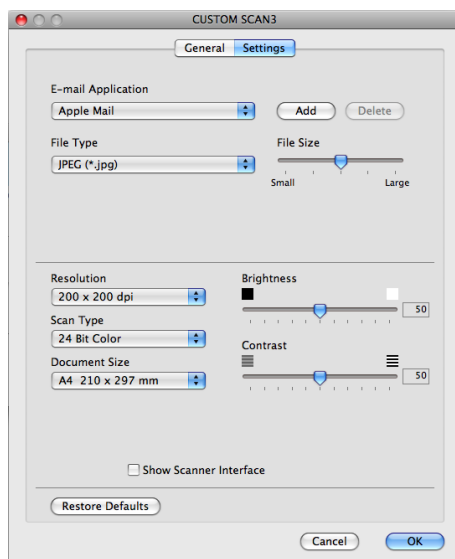 CUSTOM SCAN3
General Settings
E-mail Application
Apple Mail Add Delete
File Type File Size
JPEG (*.jpg)
Small Large
Resolution Brightness
200 x 200 dpi
50
Scan Type
24 Bit Color Contrast
Document Size
A4 210 x 297 mm 50
Show Scanner Interface
Restore Defaults
Cancel OK